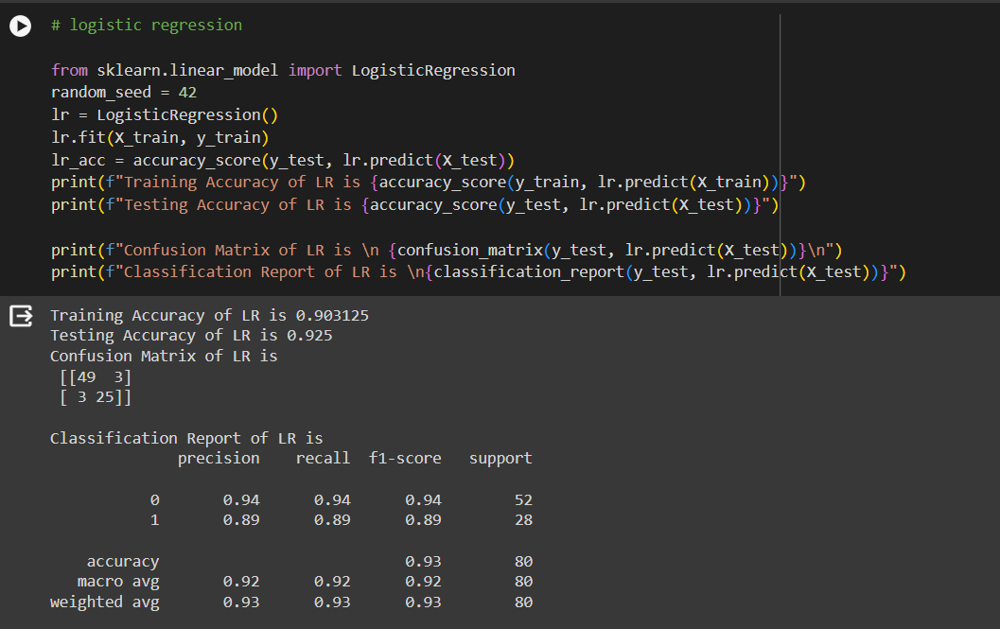 # logistic regression
from sklearn.linear_model import LogisticRegression
random_seed = 42
lr = LogisticRegression()
lr.fit(X_train, y_train)
lr_acc = accuracy_score(y_test, lr.predict(X_test))
print(f"Training Accuracy of LR is {accuracy_score(y_train, lr.predict(X_train))}")
print(f"Testing Accuracy of LR is {accuracy_score(y_test, lr.predict(X_test))}")
print(f"Confusion Matrix of LR is \n {confusion_matrix(y_test, lr.predict(X_test))}\n")
print(f"Classification Report of LR is \n{classification_report(y_test, lr.predict(X_test))}")
Training Accuracy of LR is 0.903125
Testing Accuracy of LR is 0.925
Confusion Matrix of LR is
[[49  3]
[ 3 25]]
Classification Report of LR is
precision recall f1-score support
0 0.94 0.94 0.94 52
1 0.89 0.89 0.89 28
accuracy 0.93 80
macro avg 0.92 0.92 0.92 80
weighted avg 0.93 0.93 0.93 80